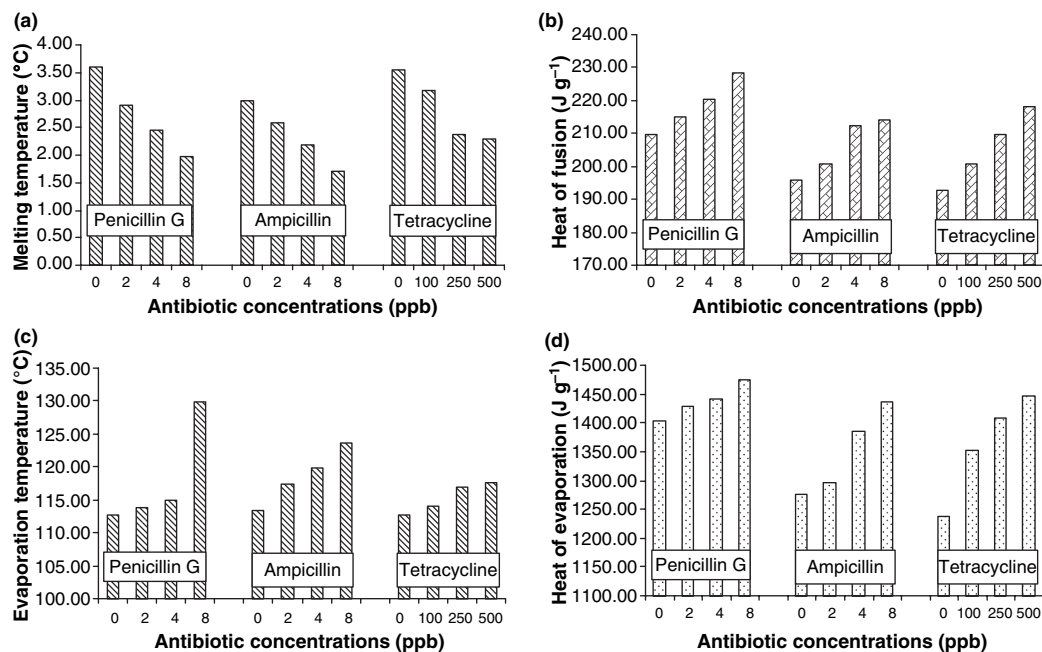 (a)
Melting temperature (°C)
4.00
3.50
3.00
2.50
2.00
1.50
1.00
0.50
0.00
Penicillin G Ampicillin Tetracycline
0 2 4 8 0 2 4 8 0 100 250 500
Antibiotic concentrations (ppb)
(b)
Heat of fusion (J g⁻¹)
240.00
230.00
220.00
210.00
200.00
190.00
180.00
170.00
Penicillin G Ampicillin Tetracycline
0 2 4 8 0 2 4 8 0 100 250 500
Antibiotic concentrations (ppb)
(c)
Evaporation temperature (°C)
135.00
130.00
125.00
120.00
115.00
110.00
105.00
100.00
Penicillin G Ampicillin Tetracycline
0 2 4 8 0 2 4 8 0 100 250 500
Antibiotic concentrations (ppb)
(d)
Heat of evaporation (J g⁻¹)
1500.00
1450.00
1400.00
1350.00
1300.00
1250.00
1200.00
1150.00
1100.00
Penicillin G Ampicillin Tetracycline
0 2 4 8 0 2 4 8 0 100 250 500
Antibiotic concentrations (ppb)